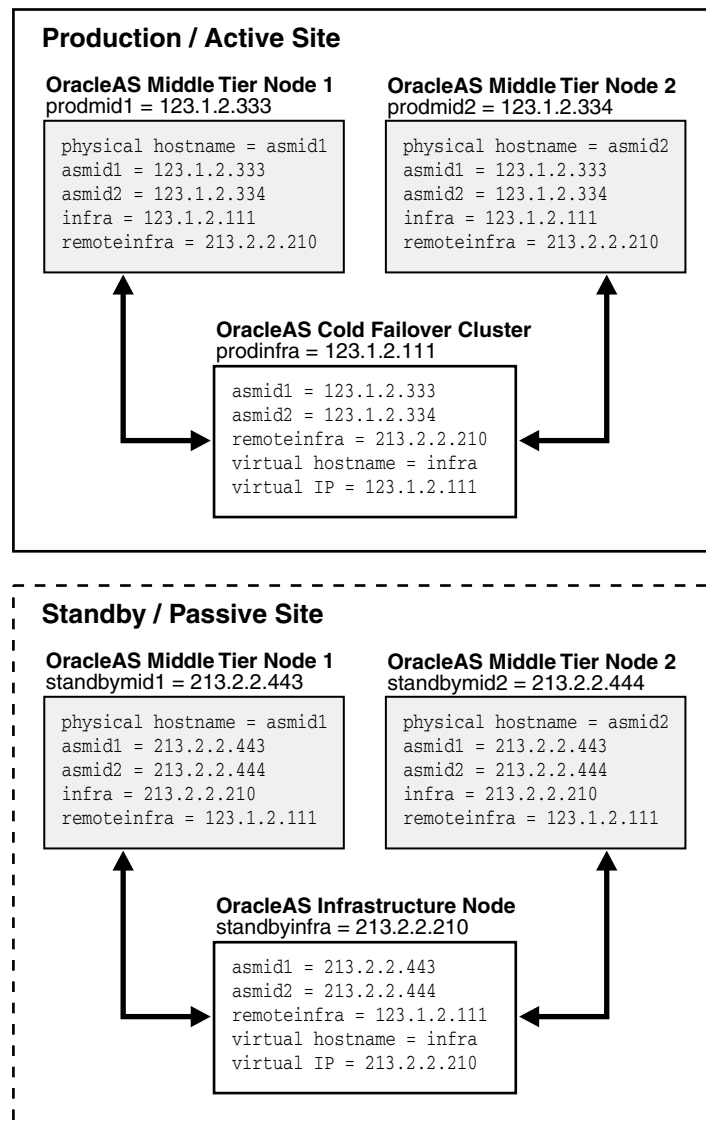 Production / Active Site
OracleAS Middle Tier Node 1
prodmid1 = 123.1.2.333
physical hostname = asmid1
asmid1 = 123.1.2.333
asmid2 = 123.1.2.334
infra = 123.1.2.111
remoteinfra = 213.2.2.210
OracleAS Middle Tier Node 2
prodmid2 = 123.1.2.334
physical hostname = asmid2
asmid1 = 123.1.2.333
asmid2 = 123.1.2.334
infra = 123.1.2.111
remoteinfra = 213.2.2.210
OracleAS Cold Failover Cluster
prodinfra = 123.1.2.111
asmid1 = 123.1.2.333
asmid2 = 123.1.2.334
remoteinfra = 213.2.2.210
virtual hostname = infra
virtual IP = 123.1.2.111
Standby / Passive Site
OracleAS Middle Tier Node 1
standbymid1 = 213.2.2.443
physical hostname = asmid1
asmid1 = 213.2.2.443
asmid2 = 213.2.2.444
infra = 213.2.2.210
remoteinfra = 123.1.2.111
OracleAS Middle Tier Node 2
standbymid2 = 213.2.2.444
physical hostname = asmid2
asmid1 = 213.2.2.443
asmid2 = 213.2.2.444
infra = 213.2.2.210
remoteinfra = 123.1.2.111
OracleAS Infrastructure Node
standbyinfra = 213.2.2.210
asmid1 = 213.2.2.443
asmid2 = 213.2.2.444
remoteinfra = 123.1.2.111
virtual hostname = infra
virtual IP = 213.2.2.210